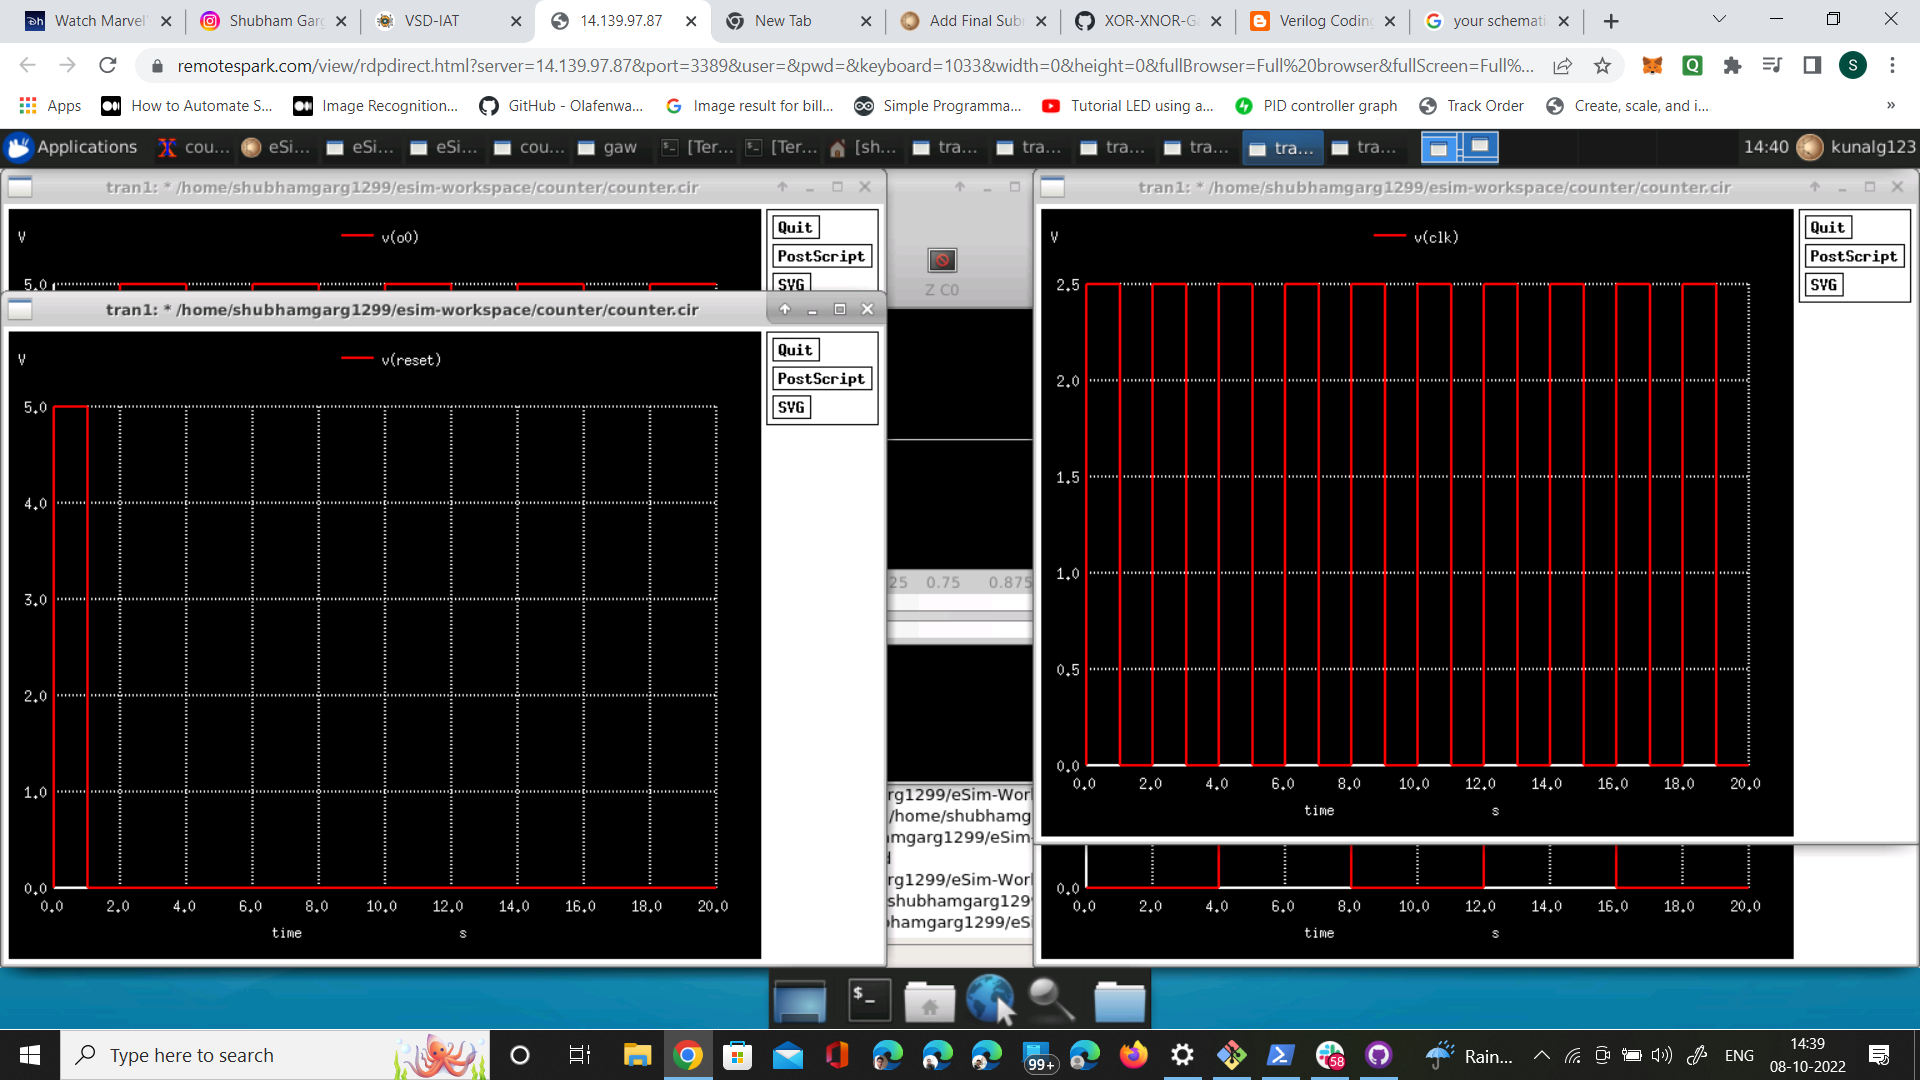 Watch Marvel'
Shubham Garg
VSD-IAT
14.139.97.87
New Tab
Add Final Sub
XOR-XNOR-Ga
Verilog Coding
your schemati
remotespark.com/view/rdpdirect.html?server=14.139.97.87&port=3389&user=&pwd=&keyboard=1033&width=0&height=0&fullBrowser=Full%20browser&fullScreen=Full%...
S
Apps
How to Automate S...
Image Recognition...
GitHub - Olafenwa...
Image result for bill...
Simple Programma...
Tutorial LED using a...
PID controller graph
Track Order
Create, scale, and i...
»
Applications
cou...
eSi...
eSi...
eSi...
cou...
gaw
[Ter...
[Ter...
[sh...
tra...
tra...
tra...
tra...
tra...
tra...
14:40
kunalg123
tran1: * /home/shubhamgarg1299/esim-workspace/counter/counter.cir
V
v(o0)
5.0
Quit
PostScript
SVG
Z C0
tran1: * /home/shubhamgarg1299/esim-workspace/counter/counter.cir
V
v(reset)
5.0
4.0
3.0
2.0
1.0
0.0
0.0 2.0 4.0 6.0 8.0 10.0 12.0 14.0 16.0 18.0 20.0
time s
Quit
PostScript
SVG
25 0.75 0.875
rg1299/eSim-Worl
/home/shubhamg
amgarg1299/eSim-
d
rg1299/eSim-Worl
shubhamgarg129
bhamgarg1299/eSi
tran1: * /home/shubhamgarg1299/esim-workspace/counter/counter.cir
V
v(clk)
2.5
2.0
1.5
1.0
0.5
0.0
0.0 2.0 4.0 6.0 8.0 10.0 12.0 14.0 16.0 18.0 20.0
time s
Quit
PostScript
SVG
0.0
0.0 2.0 4.0 6.0 8.0 10.0 12.0 14.0 16.0 18.0 20.0
time s
Type here to search
99+
58
Rain...
ENG
14:39
08-10-2022